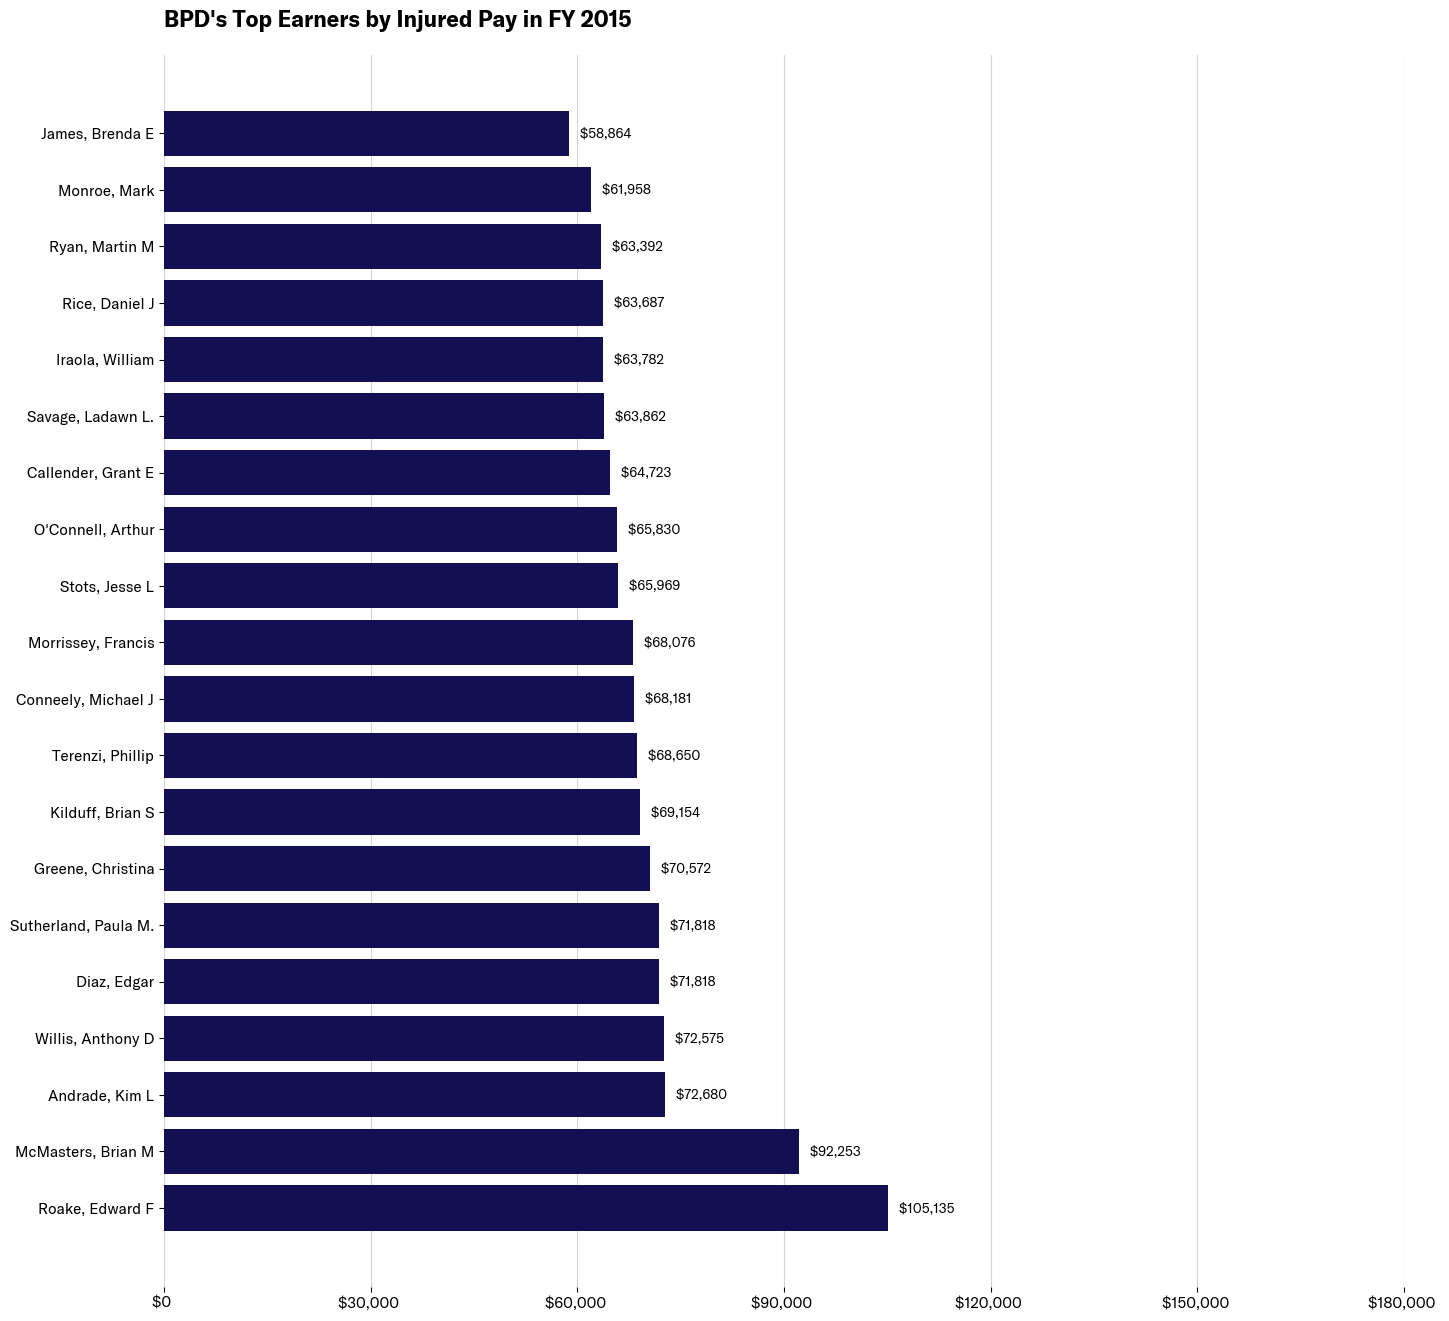 BPD's Top Earners by Injured Pay in FY 2015
James, Brenda E $58,864
Monroe, Mark $61,958
Ryan, Martin M $63,392
Rice, Daniel J $63,687
Iraola, William $63,782
Savage, Ladawn L. $63,862
Callender, Grant E $64,723
O'Connell, Arthur $65,830
Stots, Jesse L $65,969
Morrissey, Francis $68,076
Conneely, Michael J $68,181
Terenzi, Phillip $68,650
Kilduff, Brian S $69,154
Greene, Christina $70,572
Sutherland, Paula M. $71,818
Diaz, Edgar $71,818
Willis, Anthony D $72,575
Andrade, Kim L $72,680
McMasters, Brian M $92,253
Roake, Edward F $105,135
$0 $30,000 $60,000 $90,000 $120,000 $150,000 $180,000